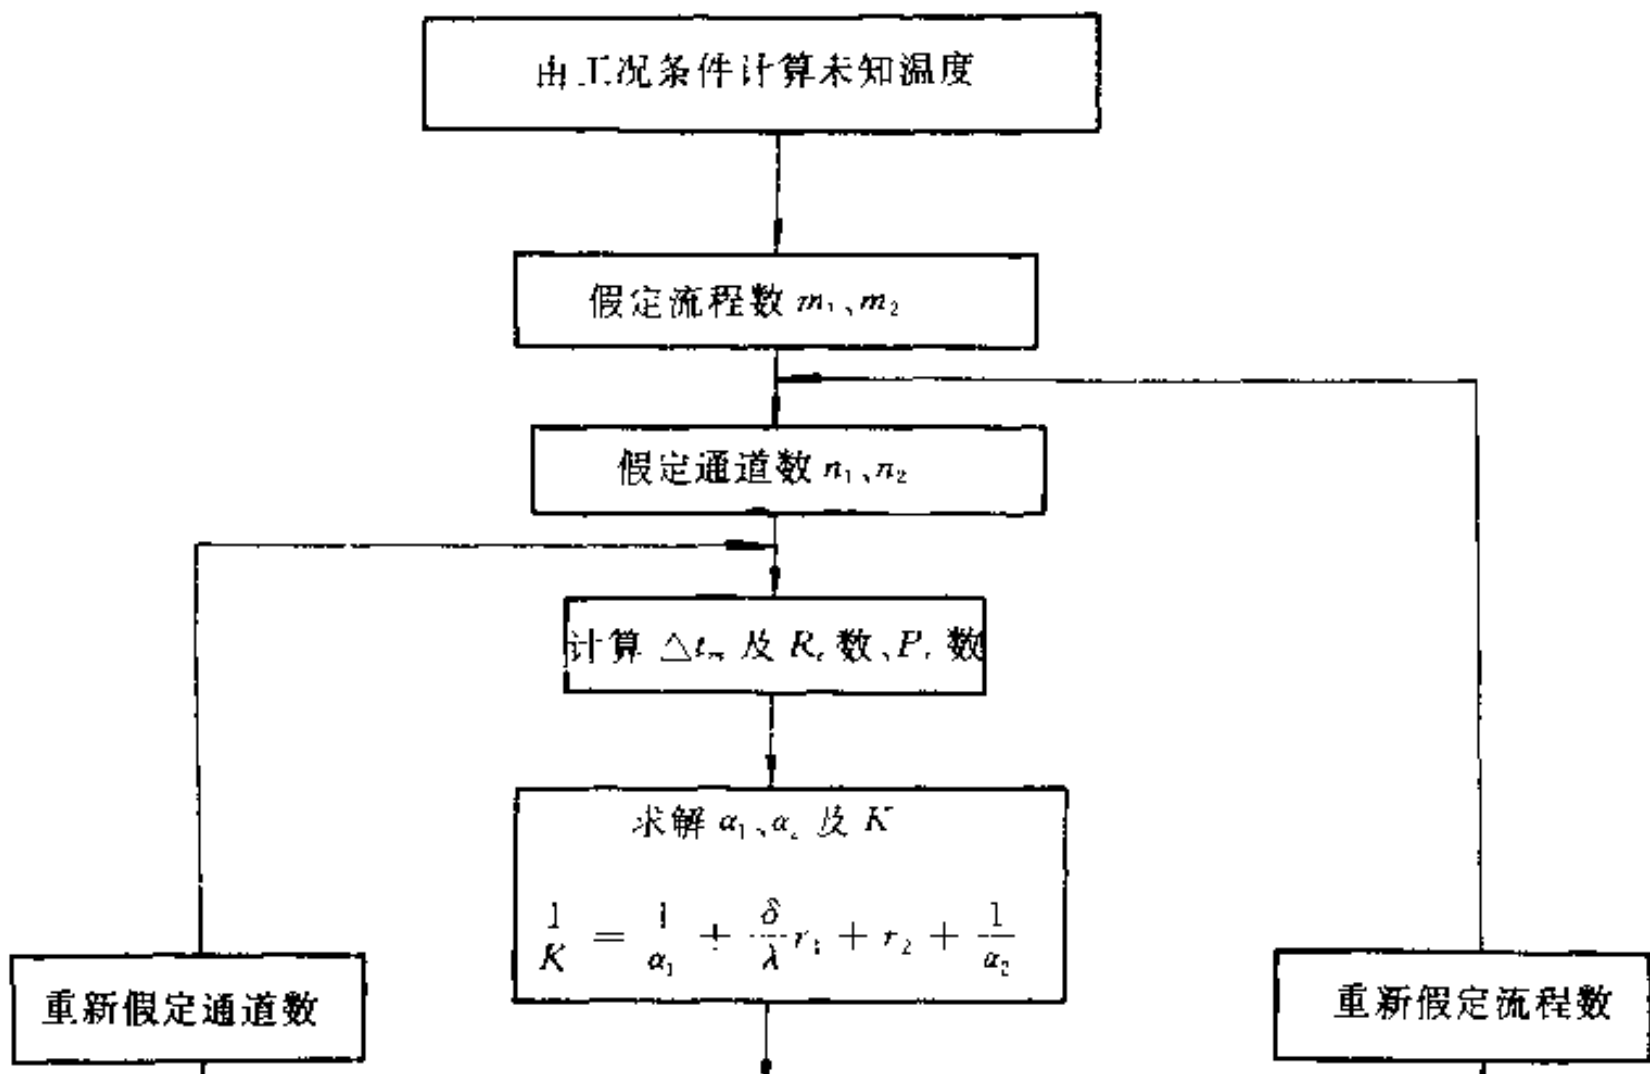 由工况条件计算未知温度
假定流程数 m₁、m₂
假定通道数 n₁、n₂
计算 △tₘ 及 Rₑ 数、Pᵣ 数
求解 α₁、α₂ 及 K
1/K = 1/α₁ + δ/λ r₁ + r₂ + 1/α₂
重新假定通道数
重新假定流程数